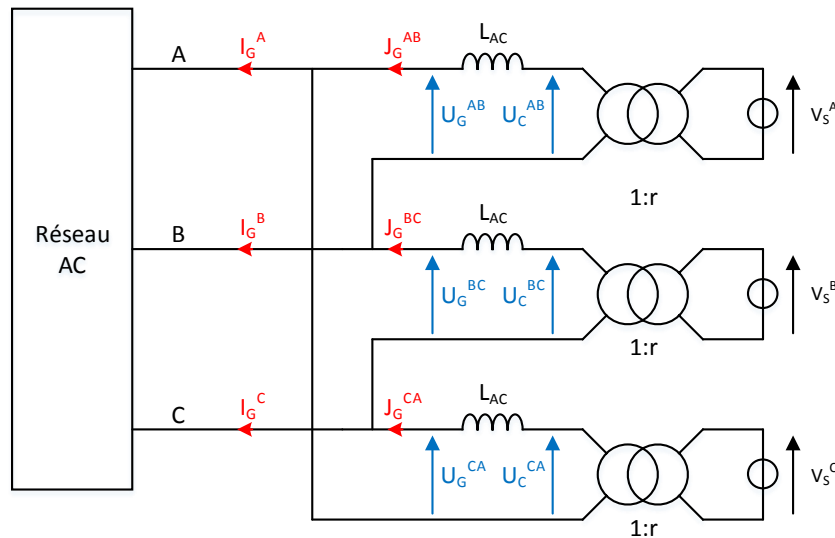 A I_G^A J_G^AB L_AC
U_G^AB U_C^AB V_S^A
1:r
Réseau
AC
B I_G^B J_G^BC L_AC
U_G^BC U_C^BC V_S^B
1:r
C I_G^C J_G^CA L_AC
U_G^CA U_C^CA V_S^C
1:r